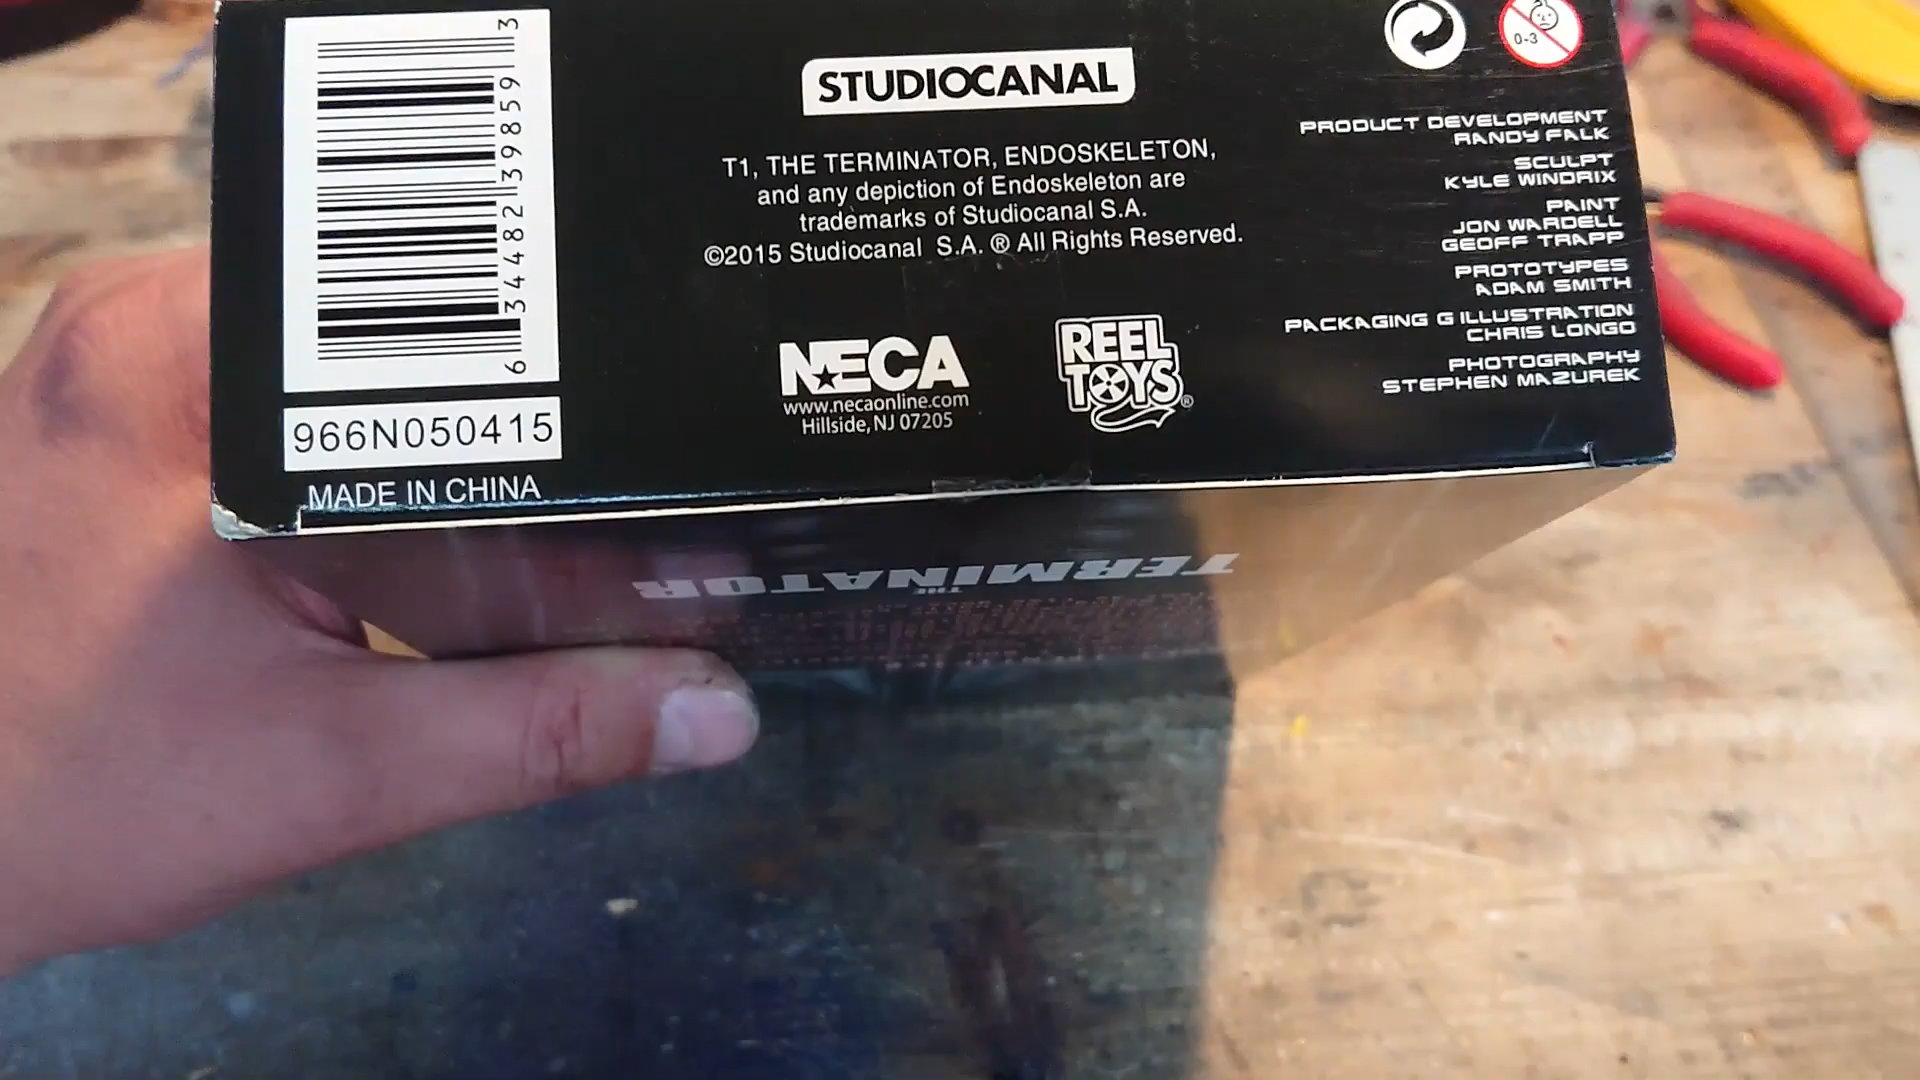 6 34482 39859 3
966N050415
MADE IN CHINA
STUDIOCANAL
T1, THE TERMINATOR, ENDOSKELETON,
and any depiction of Endoskeleton are
trademarks of Studiocanal S.A.
©2015 Studiocanal S.A. ® All Rights Reserved.
NECA
www.necaonline.com
Hillside, NJ 07205
REEL
TOYS®
0-3
PRODUCT DEVELOPMENT
RANDY FALK
SCULPT
KYLE WINDRIX
PAINT
JON WARDELL
GEOFF TRAPP
PROTOTYPES
ADAM SMITH
PACKAGING & ILLUSTRATION
CHRIS LONGO
PHOTOGRAPHY
STEPHEN MAZUREK
THE
TERMINATOR